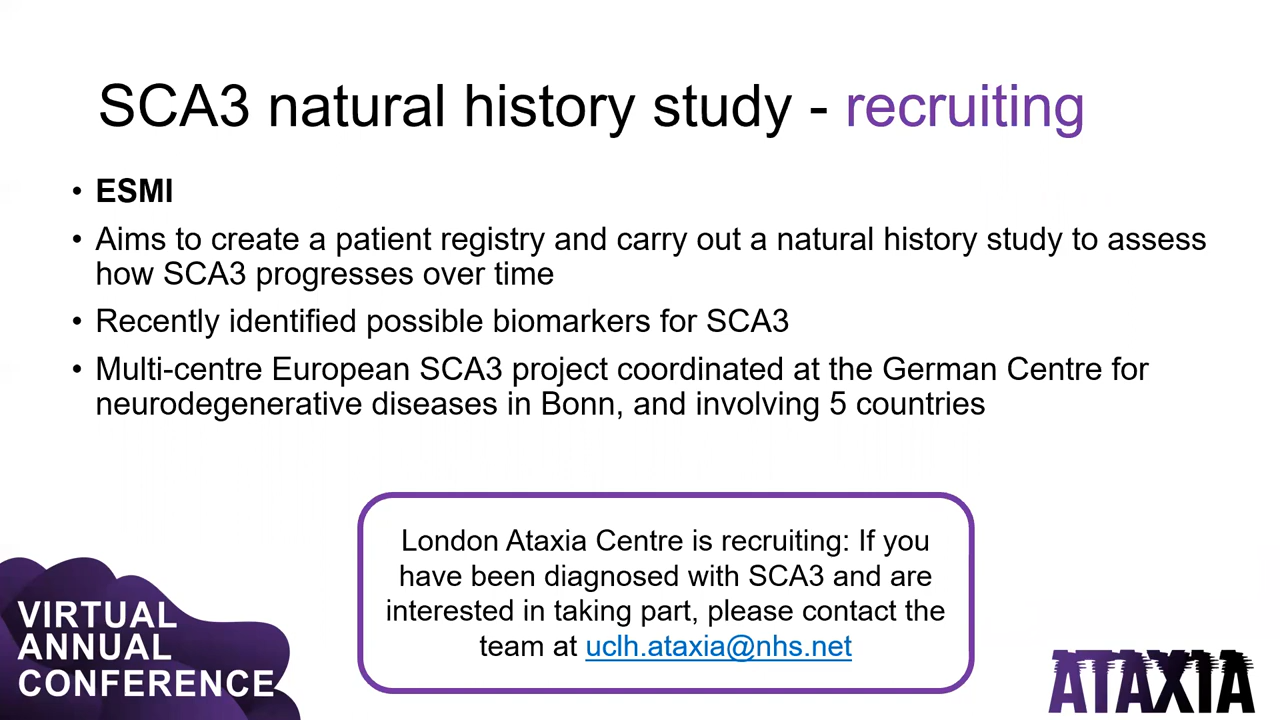 SCA3 natural history study - recruiting
• ESMI
• Aims to create a patient registry and carry out a natural history study to assess
how SCA3 progresses over time
• Recently identified possible biomarkers for SCA3
• Multi-centre European SCA3 project coordinated at the German Centre for
neurodegenerative diseases in Bonn, and involving 5 countries
London Ataxia Centre is recruiting: If you
have been diagnosed with SCA3 and are
interested in taking part, please contact the
team at uclh.ataxia@nhs.net
VIRTUAL
ANNUAL
CONFERENCE
ATAXIA